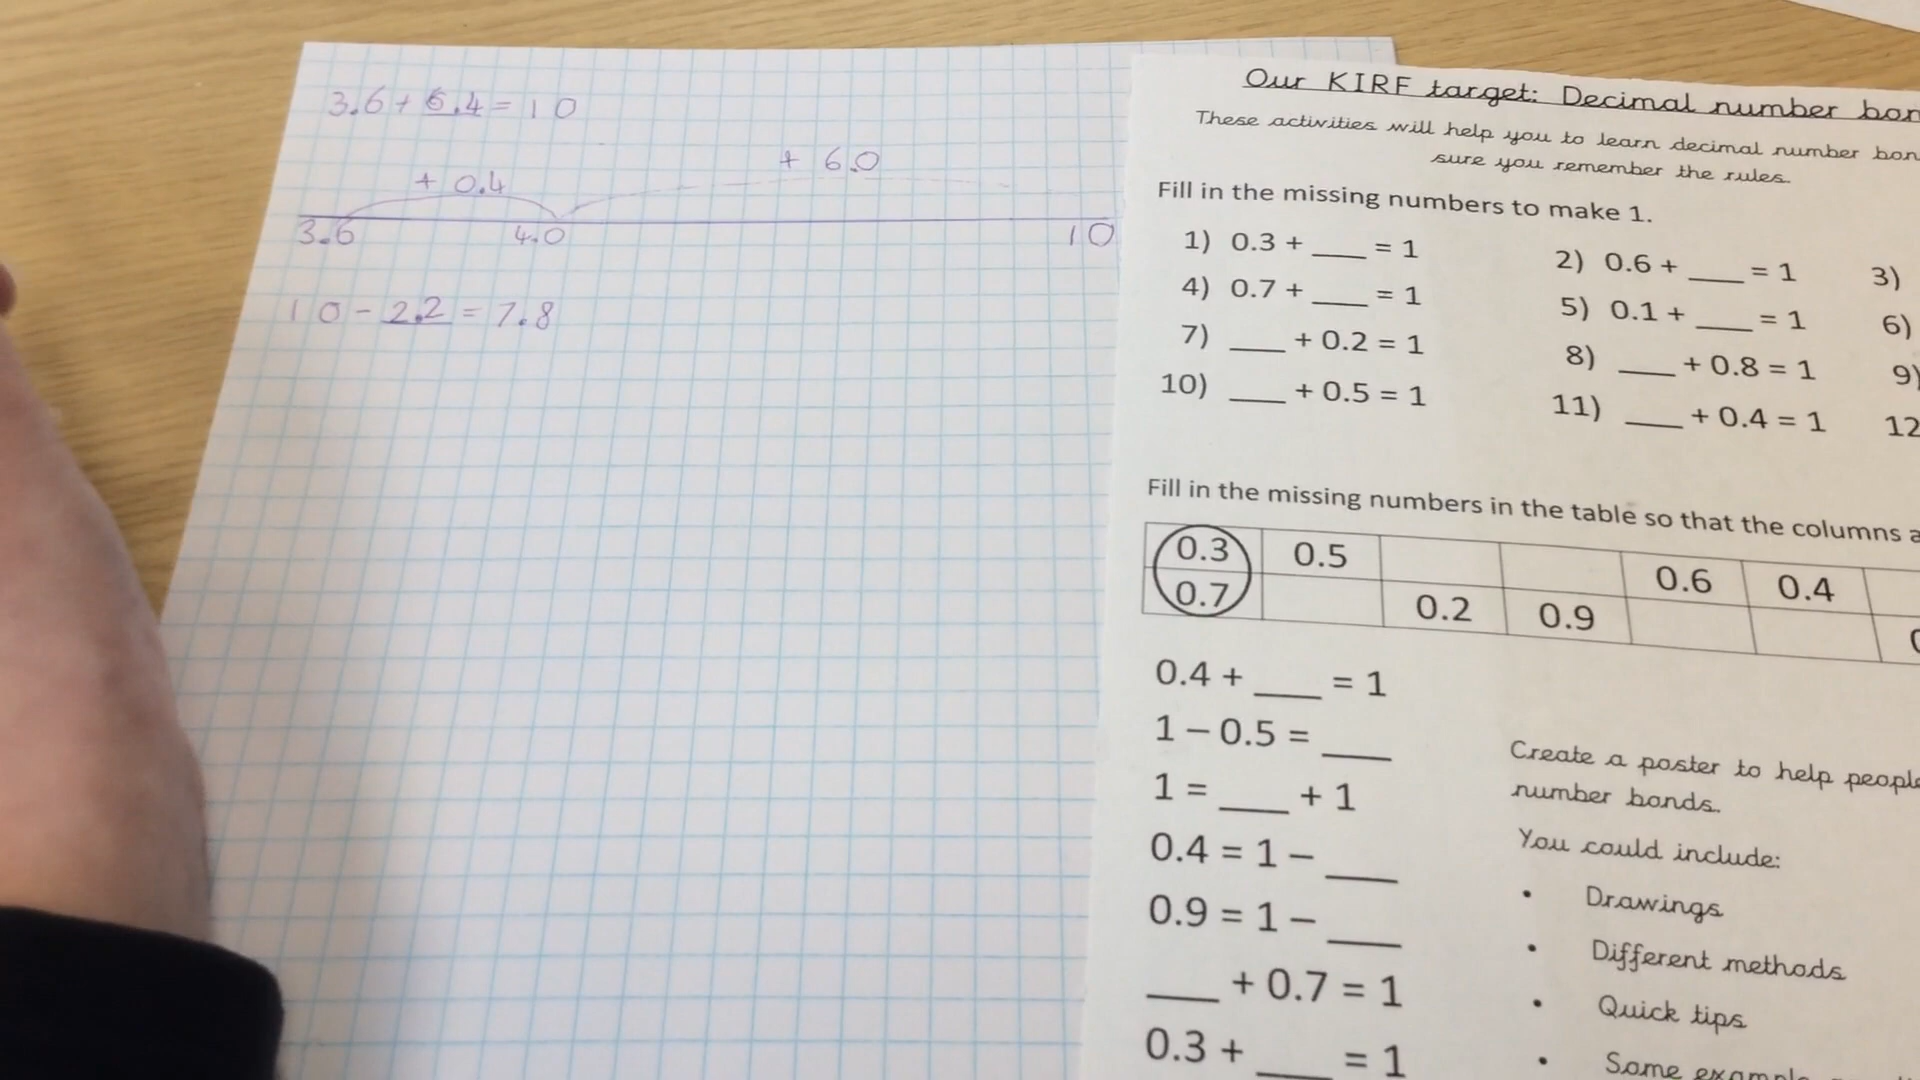 3.6 + 6.4 = 10
+ 0.4
+ 6.0
3.6 4.0 10
10 - 2.2 = 7.8
Our KIRF target: Decimal number bon
These activities will help you to learn decimal number bon
sure you remember the rules.
Fill in the missing numbers to make 1.
1) 0.3 + ___ = 1 2) 0.6 + ___ = 1 3)
4) 0.7 + ___ = 1 5) 0.1 + ___ = 1 6)
7) ___ + 0.2 = 1 8) ___ + 0.8 = 1 9)
10) ___ + 0.5 = 1 11) ___ + 0.4 = 1 12
Fill in the missing numbers in the table so that the columns a
0.3 0.5 0.6 0.4
0.7 0.2 0.9
0.4 + ___ = 1
1 – 0.5 = ___
1 = ___ + 1
0.4 = 1 – ___
0.9 = 1 – ___
___ + 0.7 = 1
0.3 + ___ = 1
Create a poster to help people
number bonds.
You could include:
• Drawings
• Different methods
• Quick tips
• Some example